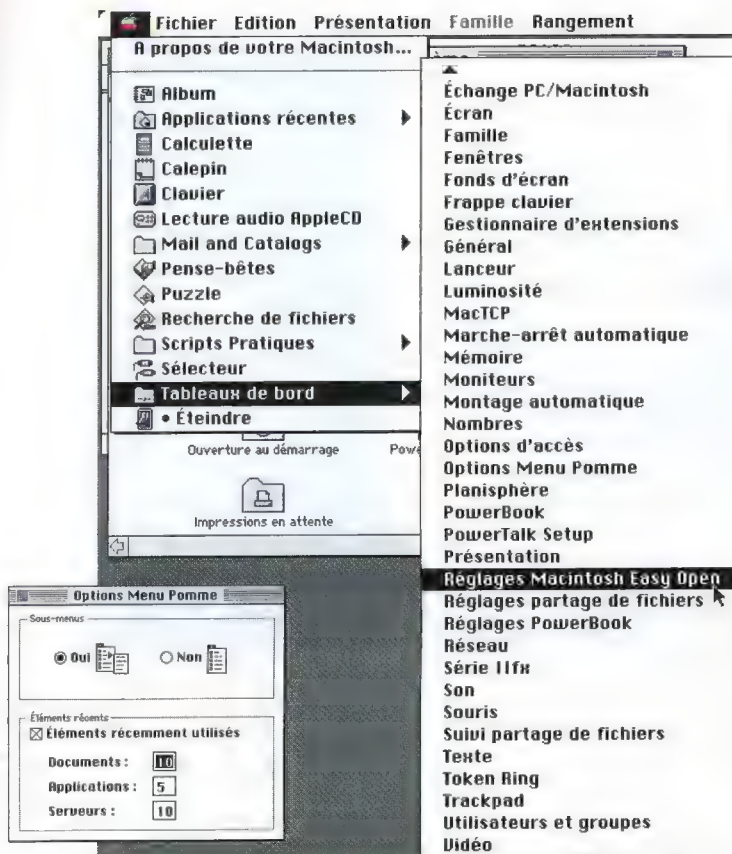 Fichier Edition Présentation Famille Rangement
A propos de votre Macintosh...
Album
Applications récentes
Calculette
Calepin
Clavier
Lecture audio AppleCD
Mail and Catalogs
Pense-bêtes
Puzzle
Recherche de fichiers
Scripts Pratiques
Sélecteur
Tableaux de bord
• Éteindre
Ouverture au démarrage
Impressions en attente
Échange PC/Macintosh
Écran
Famille
Fenêtres
Fonds d'écran
Frappe clavier
Gestionnaire d'extensions
Général
Lanceur
Luminosité
MacTCP
Marche-arrêt automatique
Mémoire
Moniteurs
Montage automatique
Nombres
Options d'accès
Options Menu Pomme
Planisphère
PowerBook
PowerTalk Setup
Présentation
Réglages Macintosh Easy Open
Réglages partage de fichiers
Réglages PowerBook
Réseau
Série IIfx
Son
Souris
Suivi partage de fichiers
Texte
Token Ring
Trackpad
Utilisateurs et groupes
Vidéo
Options Menu Pomme
Sous-menus
Oui Non
Éléments récents
Éléments récemment utilisés
Documents : 10
Applications : 5
Serveurs : 10